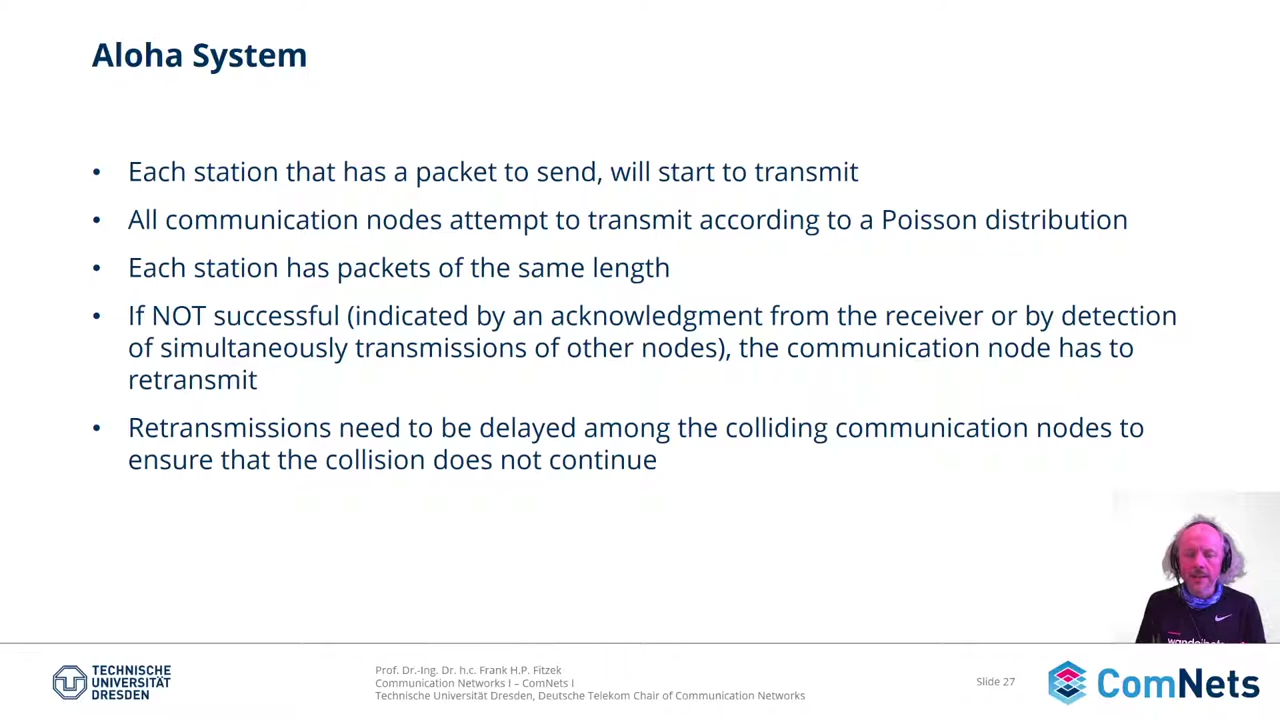 Aloha System
• Each station that has a packet to send, will start to transmit
• All communication nodes attempt to transmit according to a Poisson distribution
• Each station has packets of the same length
• If NOT successful (indicated by an acknowledgment from the receiver or by detection
of simultaneously transmissions of other nodes), the communication node has to
retransmit
• Retransmissions need to be delayed among the colliding communication nodes to
ensure that the collision does not continue
TECHNISCHE
UNIVERSITÄT
DRESDEN
Prof. Dr.-Ing. Dr. h.c. Frank H.P. Fitzek
Communication Networks I – ComNets I
Technische Universität Dresden, Deutsche Telekom Chair of Communication Networks
Slide 27
ComNets